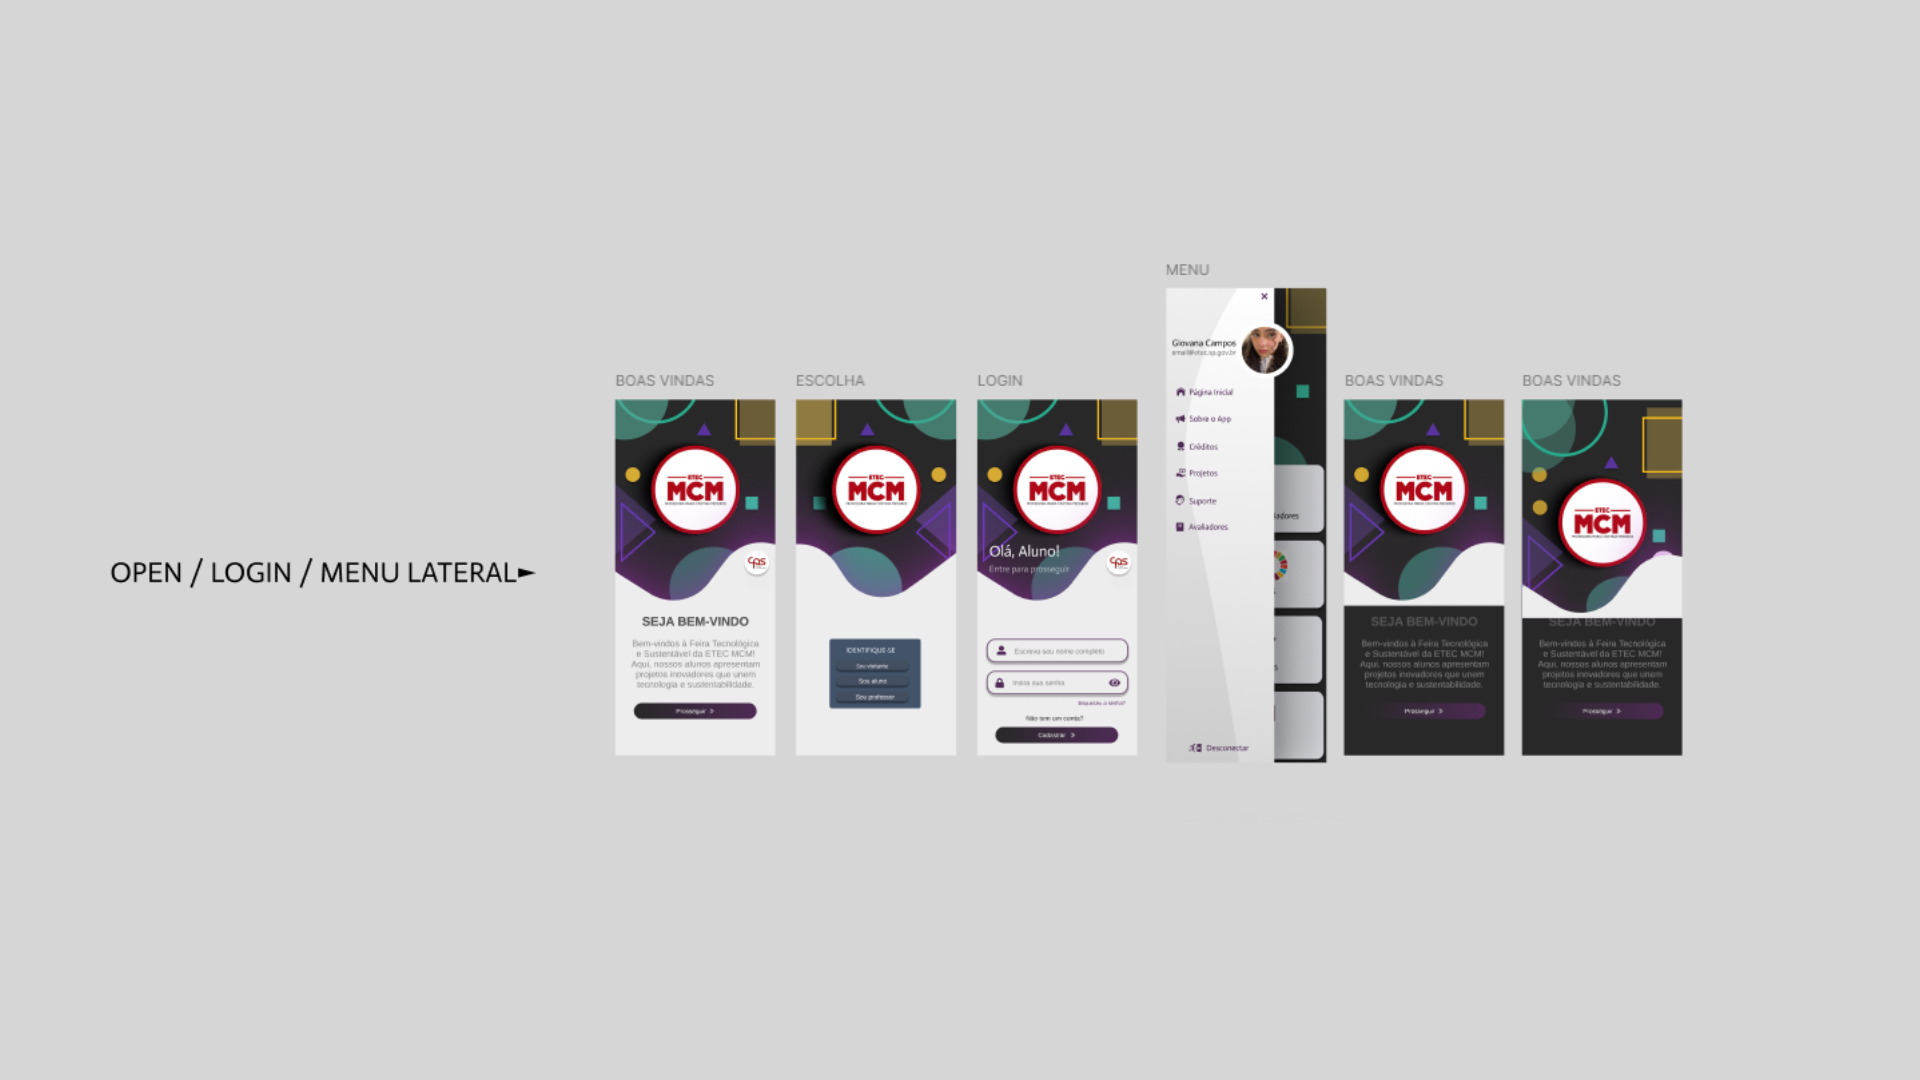 OPEN / LOGIN / MENU LATERAL►
BOAS VINDAS
ETEC
MCM
cps
SEJA BEM-VINDO
Bem-vindos à Feira Tecnológica
e Sustentável da ETEC MCM!
Aqui, nossos alunos apresentam
projetos inovadores que unem
tecnologia e sustentabilidade.
Prosseguir >
ESCOLHA
ETEC
MCM
IDENTIFIQUE-SE
Sou visitante
Sou aluno
Sou professor
LOGIN
ETEC
MCM
Olá, Aluno!
Entre para prosseguir
cps
Escreva seu nome completo
Insira sua senha
Esqueceu a senha?
Não tem um conta?
Cadastrar >
MENU
×
Giovana Campos
email@etec.sp.gov.br
Página Inicial
Sobre o App
Créditos
Projetos
Suporte
Avaliadores
Desconectar
iadores
s
BOAS VINDAS
ETEC
MCM
SEJA BEM-VINDO
Bem-vindos à Feira Tecnológica
e Sustentável da ETEC MCM!
Aqui, nossos alunos apresentam
projetos inovadores que unem
tecnologia e sustentabilidade.
Prosseguir >
BOAS VINDAS
ETEC
MCM
SEJA BEM-VINDO
Bem-vindos à Feira Tecnológica
e Sustentável da ETEC MCM!
Aqui, nossos alunos apresentam
projetos inovadores que unem
tecnologia e sustentabilidade.
Prosseguir >